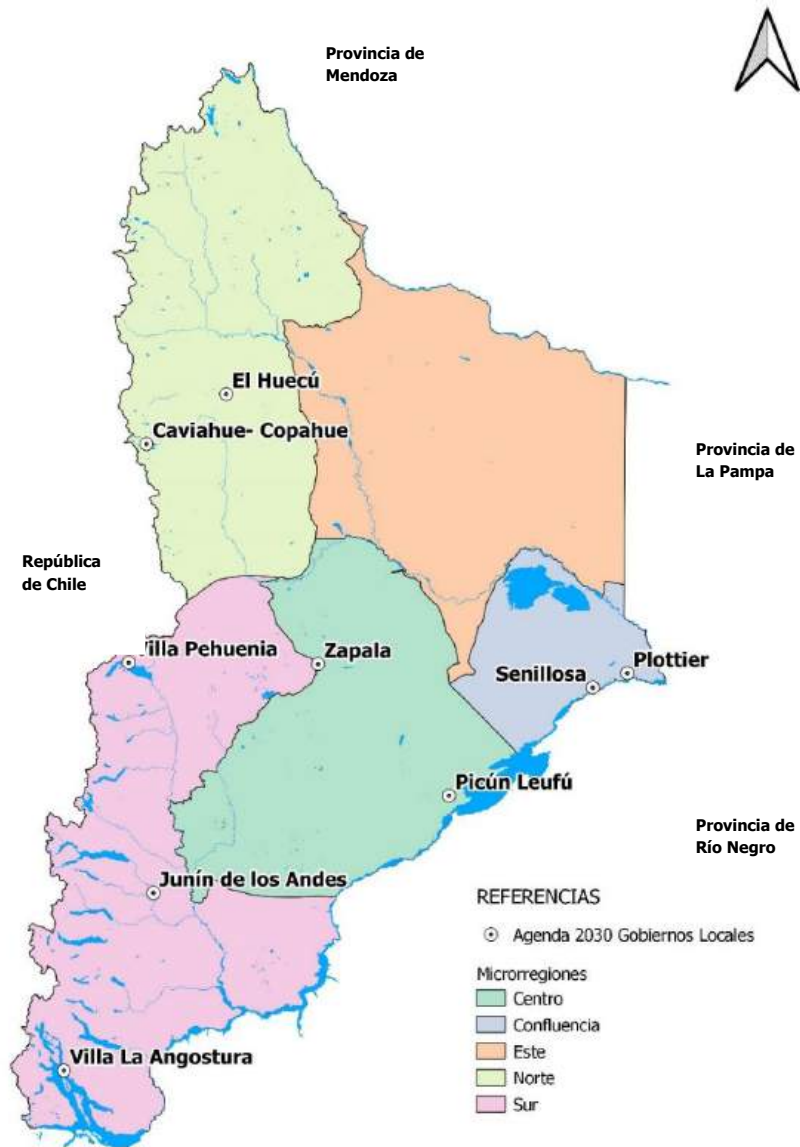 Provincia de
Mendoza
El Huecú
Caviahue- Copahue
Provincia de
La Pampa
República
de Chile
illa Pehuenia
Zapala
Senillosa
Plottier
Picún Leufú
Provincia de
Río Negro
Junín de los Andes
REFERENCIAS
Agenda 2030 Gobiernos Locales
Microrregiones
Centro
Confluencia
Este
Norte
Sur
Villa La Angostura